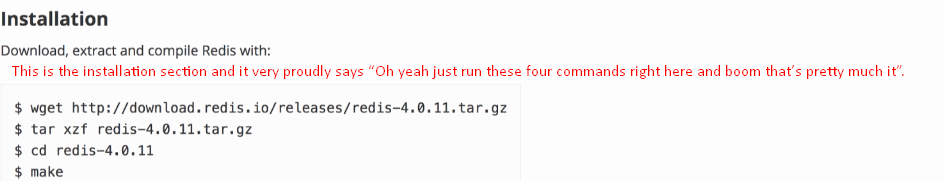 Installation
Download, extract and compile Redis with:
This is the installation section and it very proudly says “Oh yeah just run these four commands right here and boom that’s pretty much it”.
$ wget http://download.redis.io/releases/redis-4.0.11.tar.gz
$ tar xzf redis-4.0.11.tar.gz
$ cd redis-4.0.11
$ make